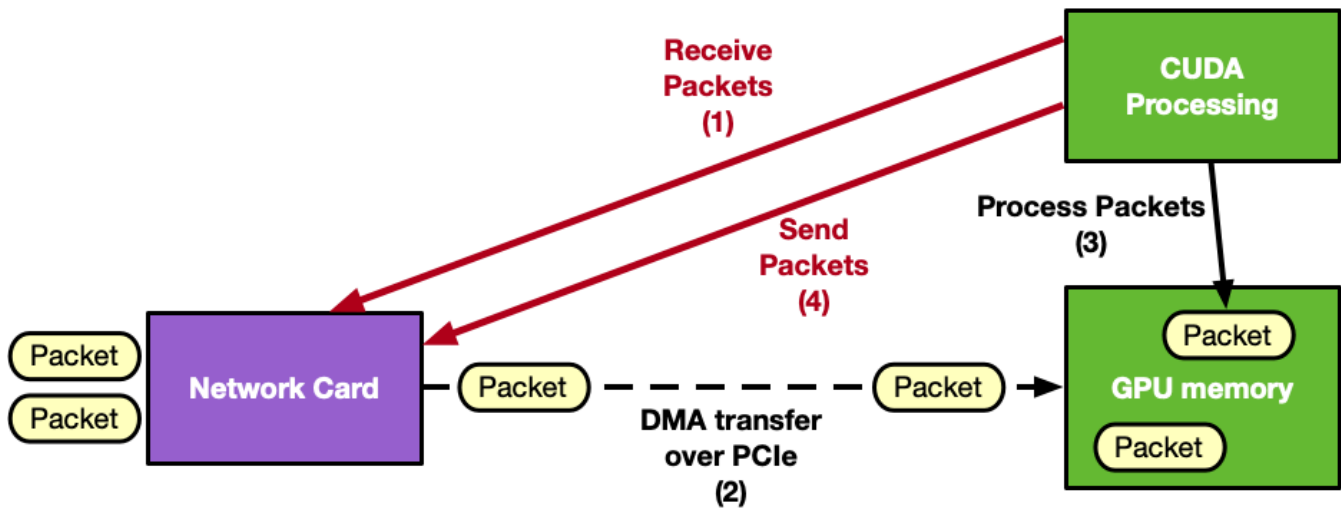 Receive
Packets
(1)
CUDA
Processing
Send
Packets
(4)
Process Packets
(3)
Packet
Packet
Network Card
Packet
Packet
DMA transfer
over PCIe
(2)
Packet
GPU memory
Packet